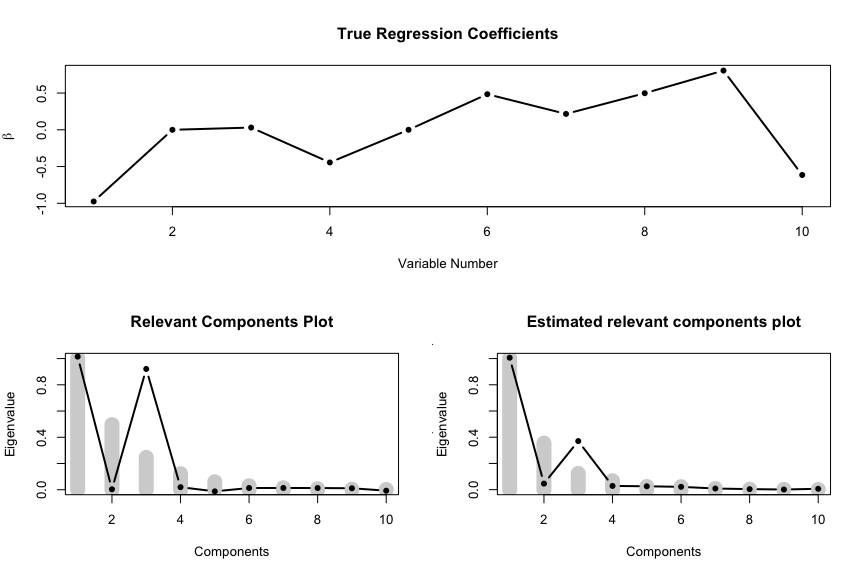 True Regression Coefficients
β
0.5
0.0
-0.5
-1.0
2 4 6 8 10
Variable Number
Relevant Components Plot
Eigenvalue
0.8
0.4
0.0
2 4 6 8 10
Components
Estimated relevant components plot
Eigenvalue
0.8
0.4
0.0
2 4 6 8 10
Components